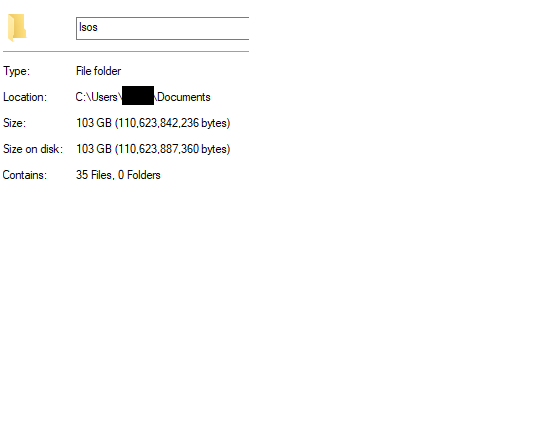 Isos
Type: File folder
Location: C:\Users\ \Documents
Size: 103 GB (110,623,842,236 bytes)
Size on disk: 103 GB (110,623,887,360 bytes)
Contains: 35 Files, 0 Folders